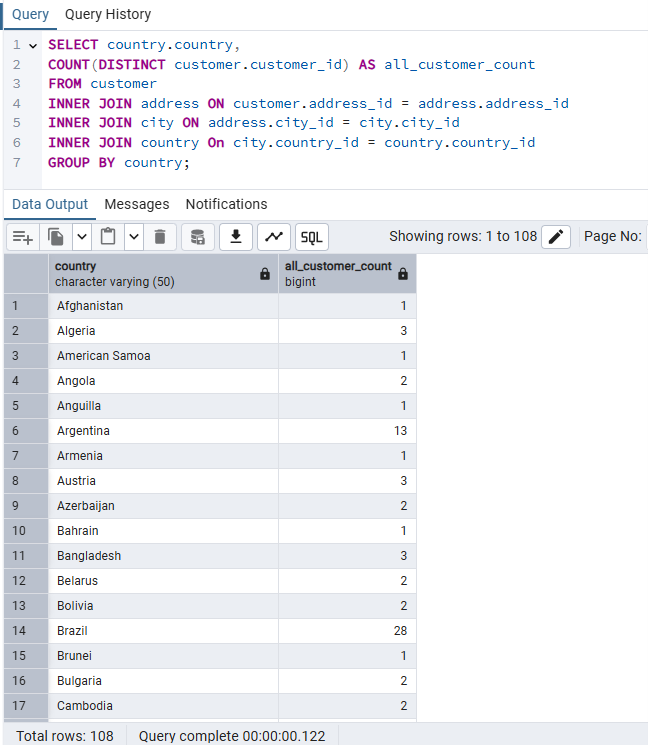 Query Query History
1 SELECT country.country,
2 COUNT(DISTINCT customer.customer_id) AS all_customer_count
3 FROM customer
4 INNER JOIN address ON customer.address_id = address.address_id
5 INNER JOIN city ON address.city_id = city.city_id
6 INNER JOIN country On city.country_id = country.country_id
7 GROUP BY country;
Data Output Messages Notifications
SQL Showing rows: 1 to 108 Page No:
country all_customer_count
character varying (50) bigint
1 Afghanistan 1
2 Algeria 3
3 American Samoa 1
4 Angola 2
5 Anguilla 1
6 Argentina 13
7 Armenia 1
8 Austria 3
9 Azerbaijan 2
10 Bahrain 1
11 Bangladesh 3
12 Belarus 2
13 Bolivia 2
14 Brazil 28
15 Brunei 1
16 Bulgaria 2
17 Cambodia 2
Total rows: 108 Query complete 00:00:00.122